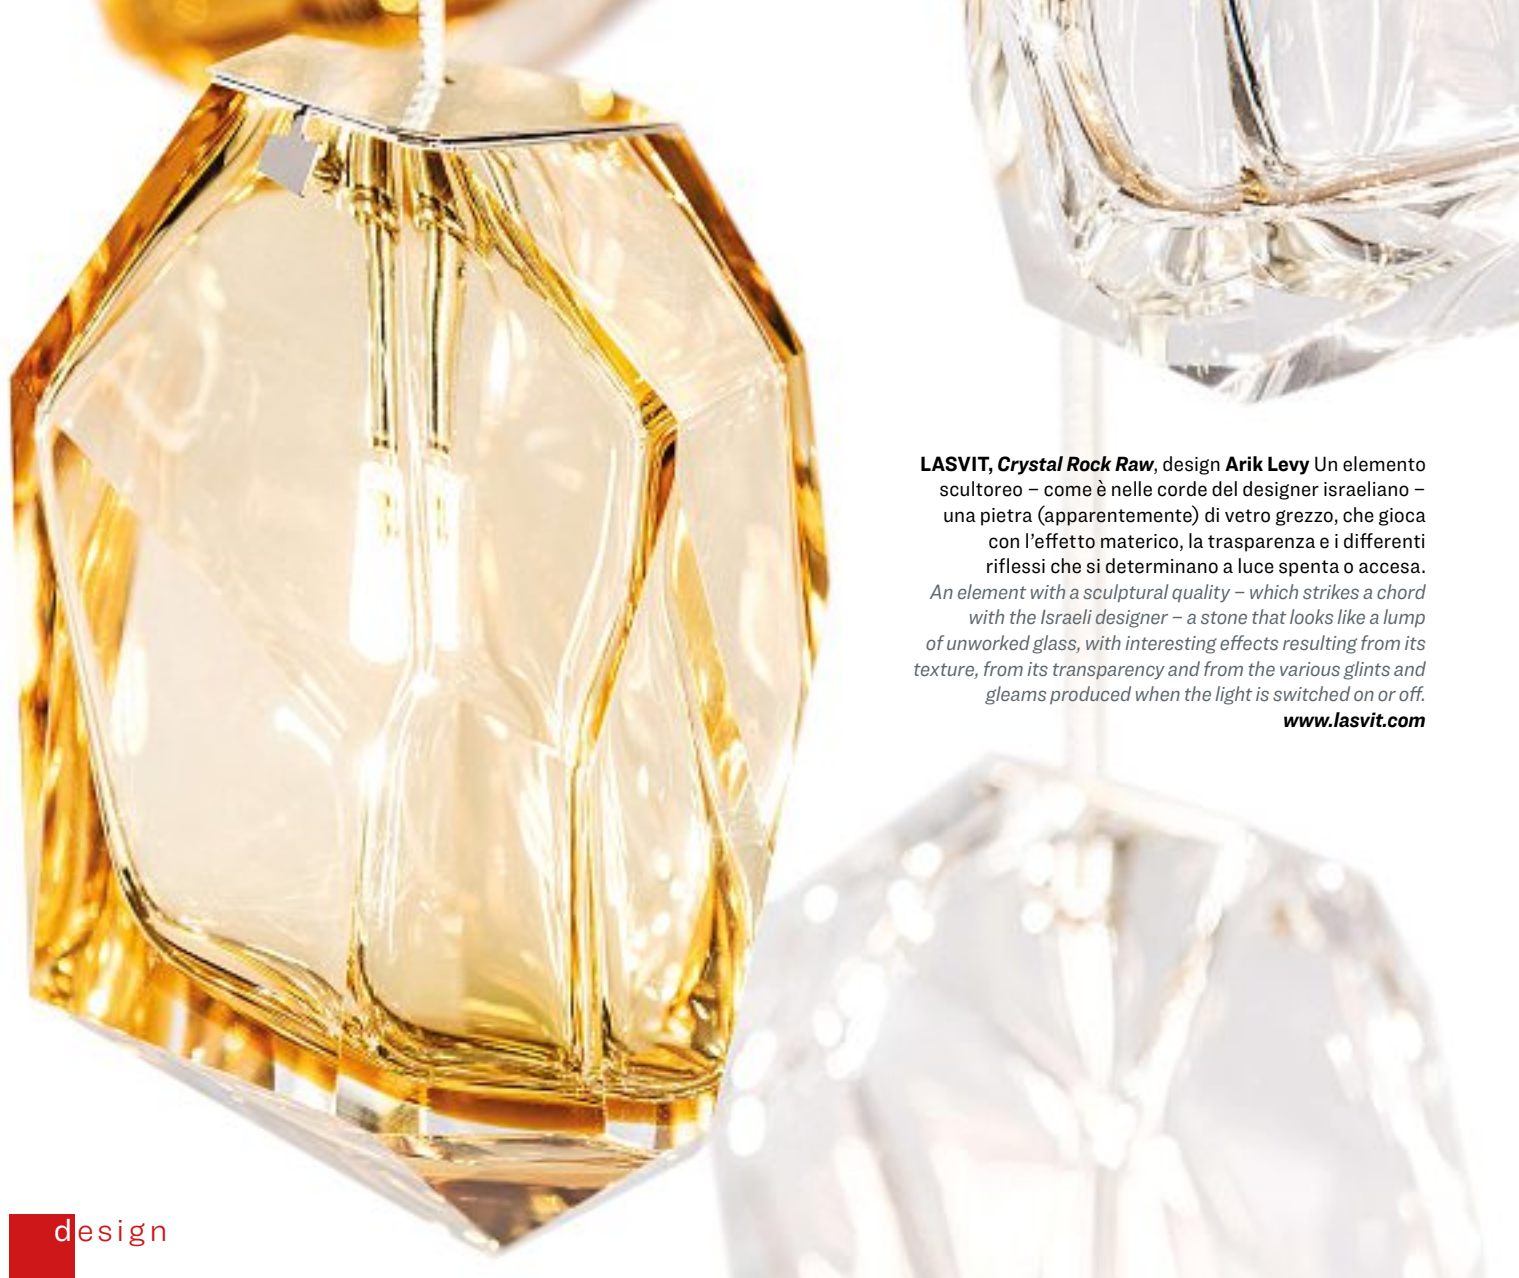 LASVIT, Crystal Rock Raw, design Arik Levy Un elemento
scultoreo – come è nelle corde del designer israeliano –
una pietra (apparentemente) di vetro grezzo, che gioca
con l’effetto materico, la trasparenza e i differenti
riflessi che si determinano a luce spenta o accesa.
An element with a sculptural quality – which strikes a chord
with the Israeli designer – a stone that looks like a lump
of unworked glass, with interesting effects resulting from its
texture, from its transparency and from the various glints and
gleams produced when the light is switched on or off.
www.lasvit.com
design